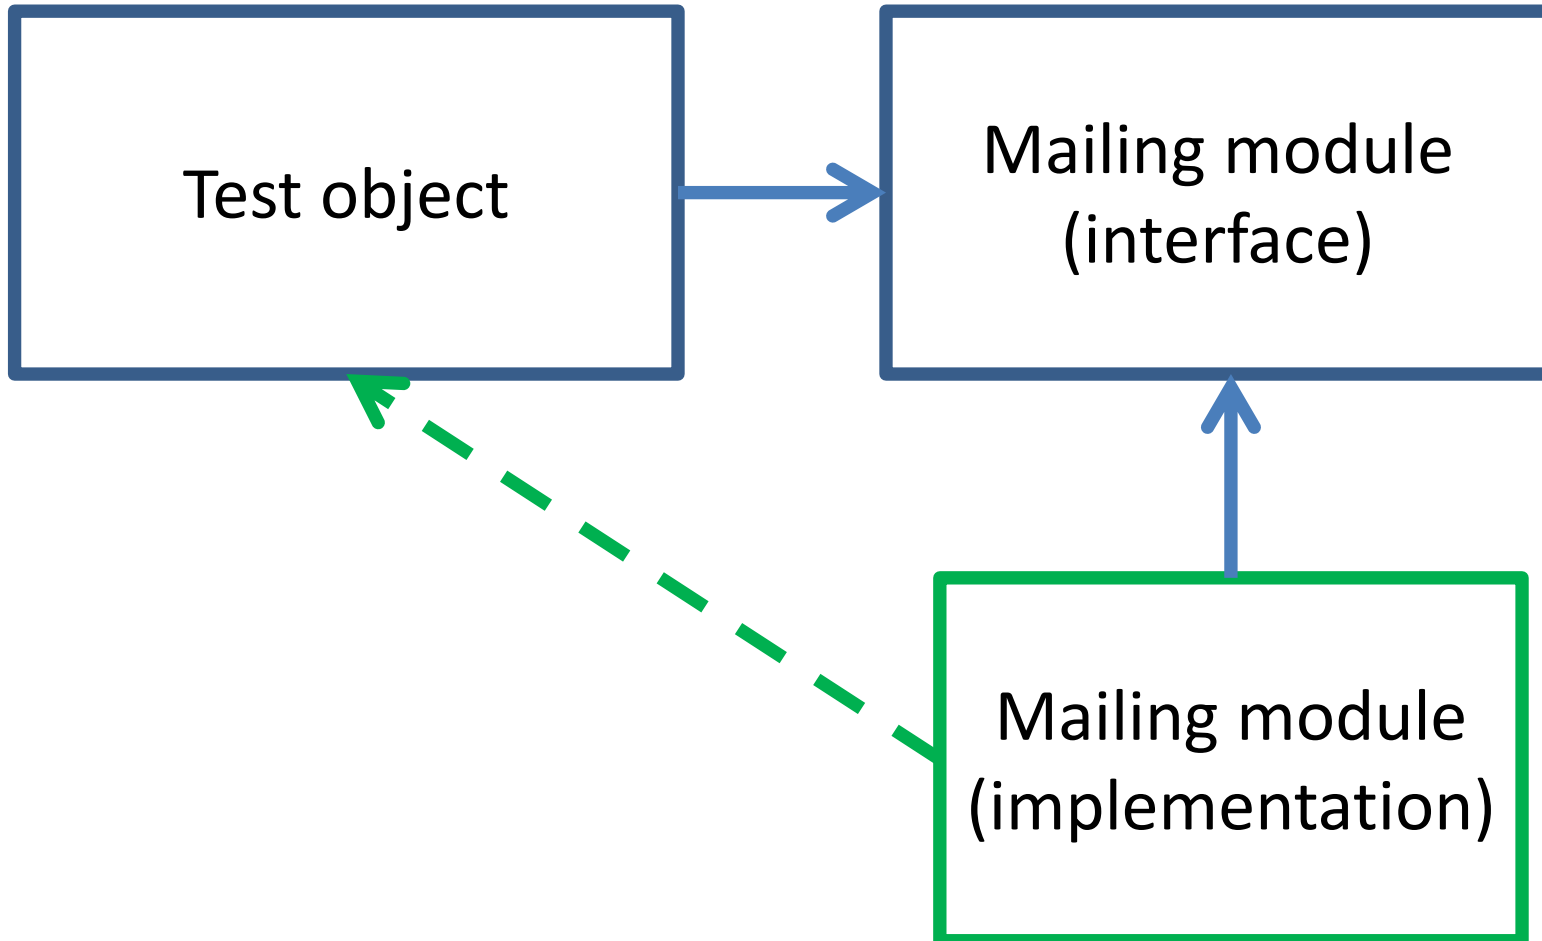 Test object
Mailing module
(interface)
Mailing module
(implementation)